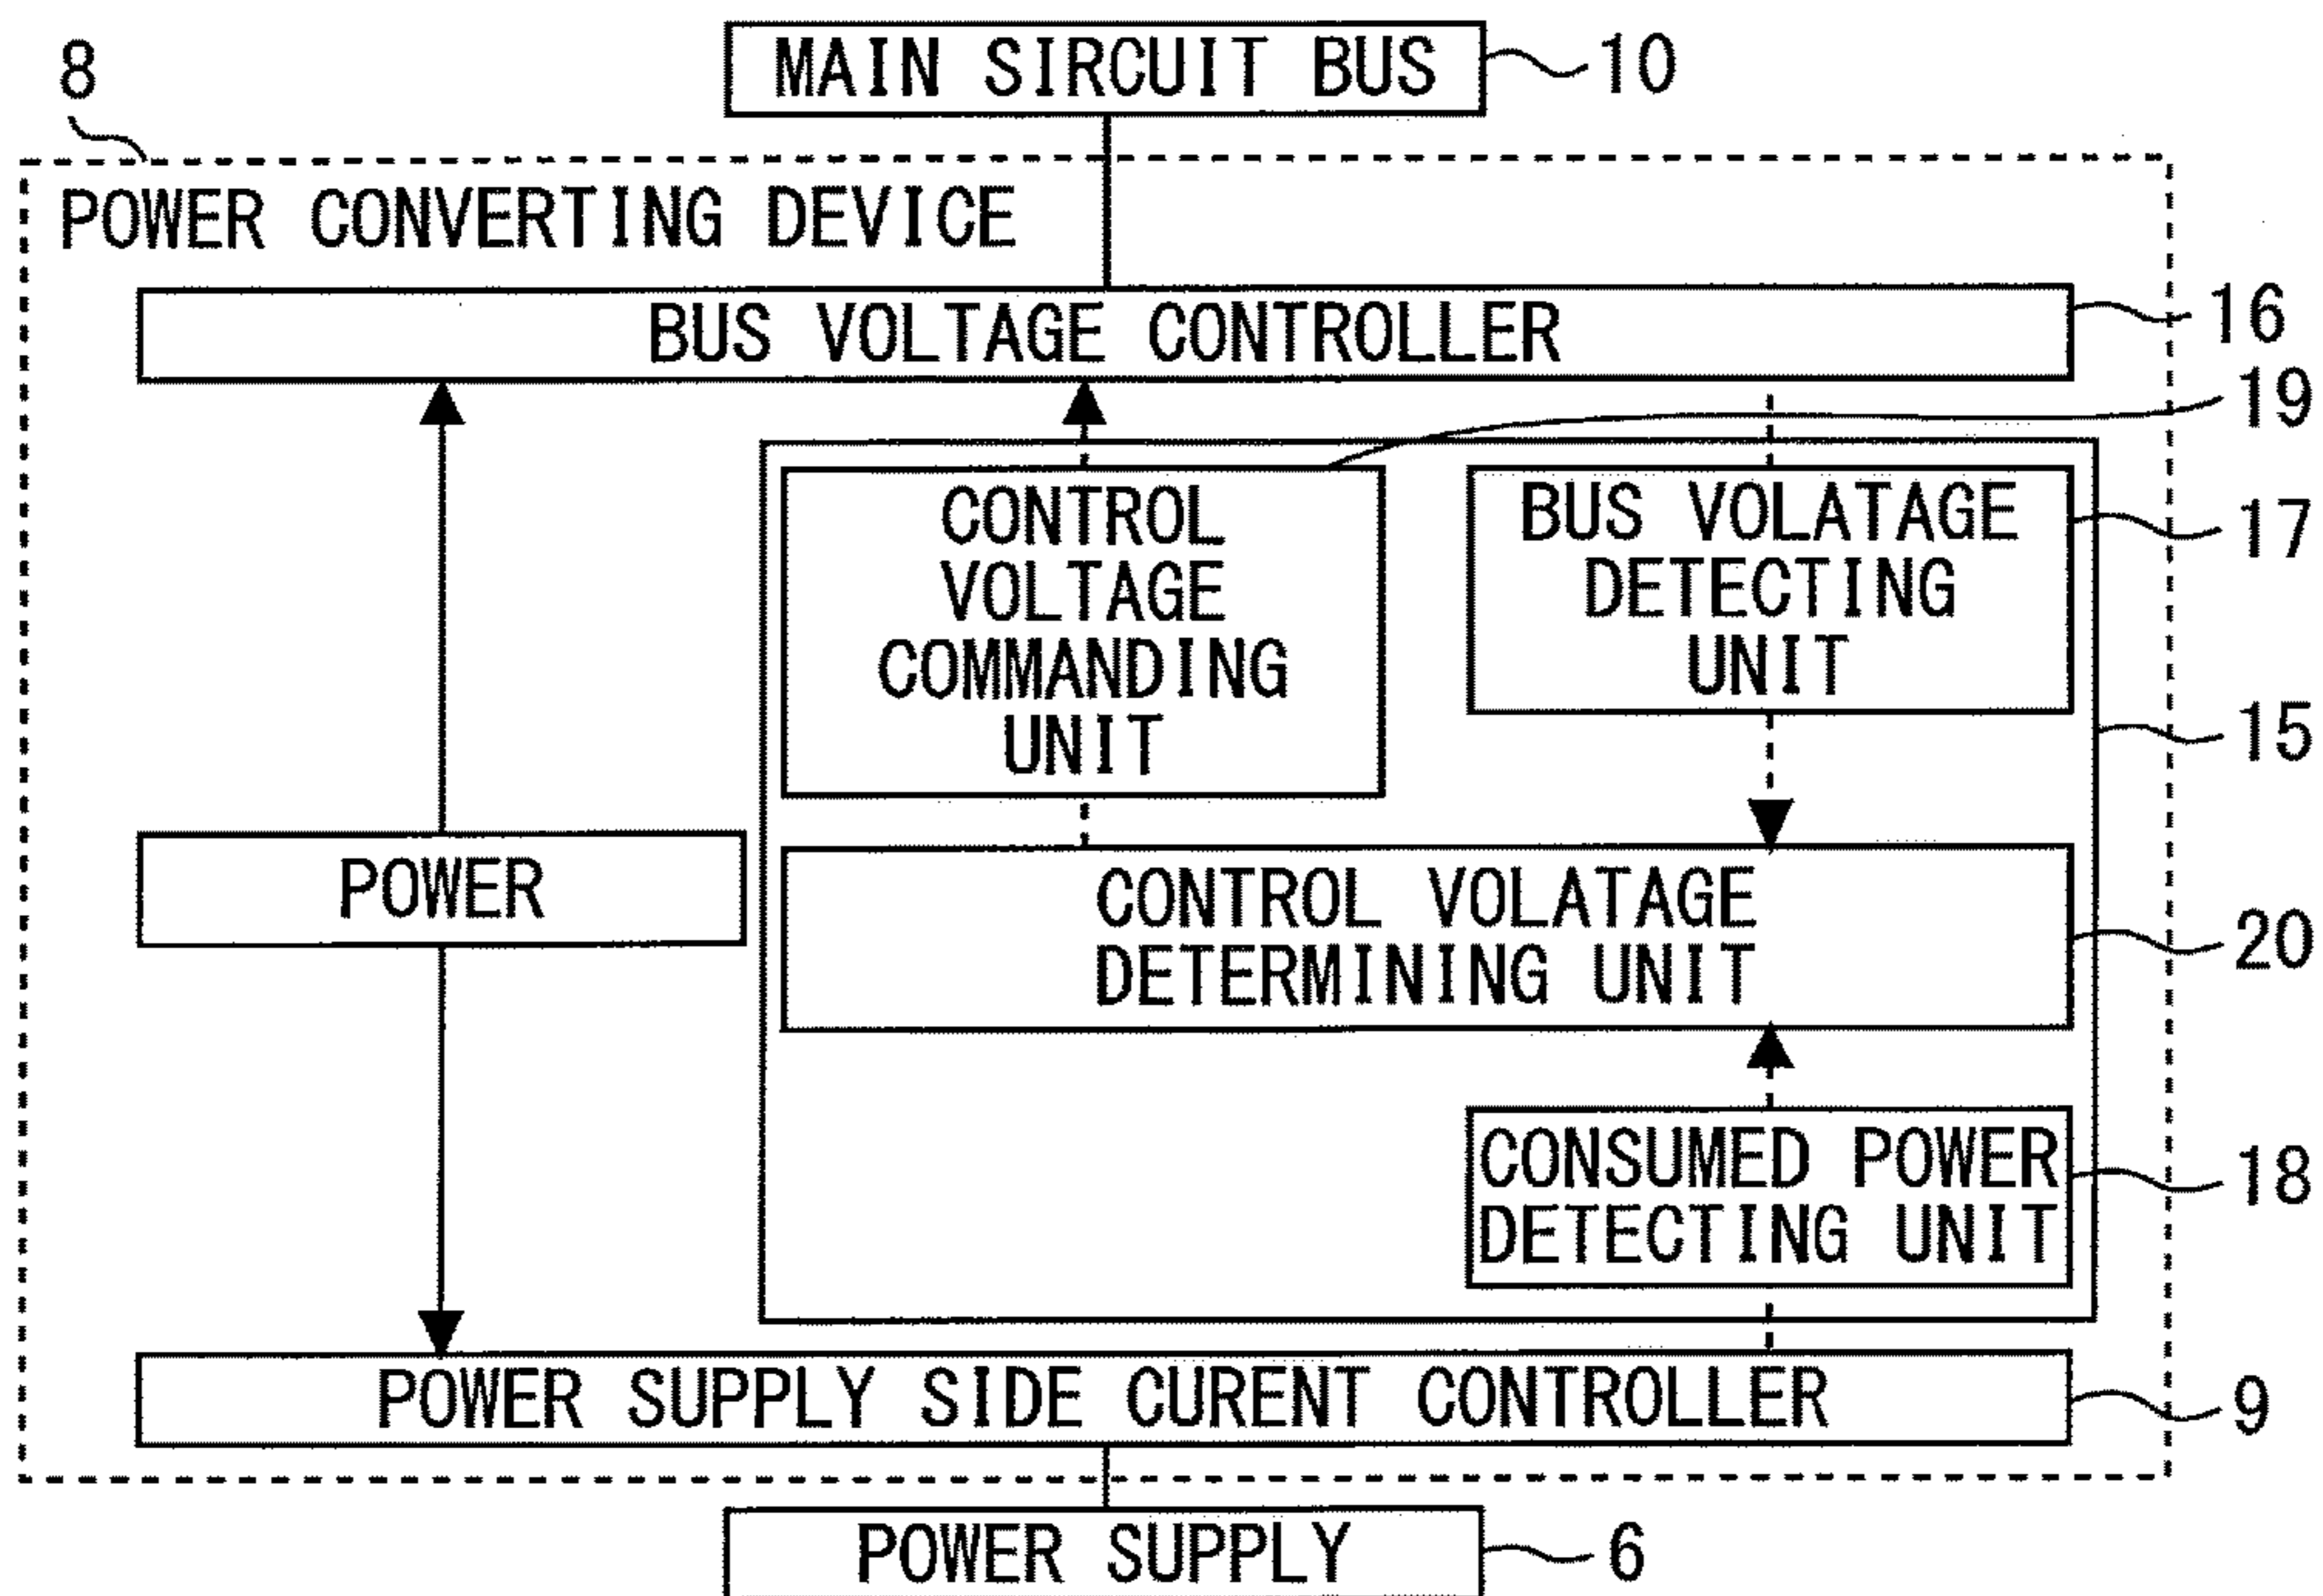 MAIN SIRCUIT BUS
10
8
POWER CONVERTING DEVICE
BUS VOLTAGE CONTROLLER
16
19
CONTROL
VOLTAGE
COMMANDING
UNIT
BUS VOLATAGE
DETECTING
UNIT
17
15
POWER
CONTROL VOLATAGE
DETERMINING UNIT
20
CONSUMED POWER
DETECTING UNIT
18
POWER SUPPLY SIDE CURENT CONTROLLER
9
POWER SUPPLY
6